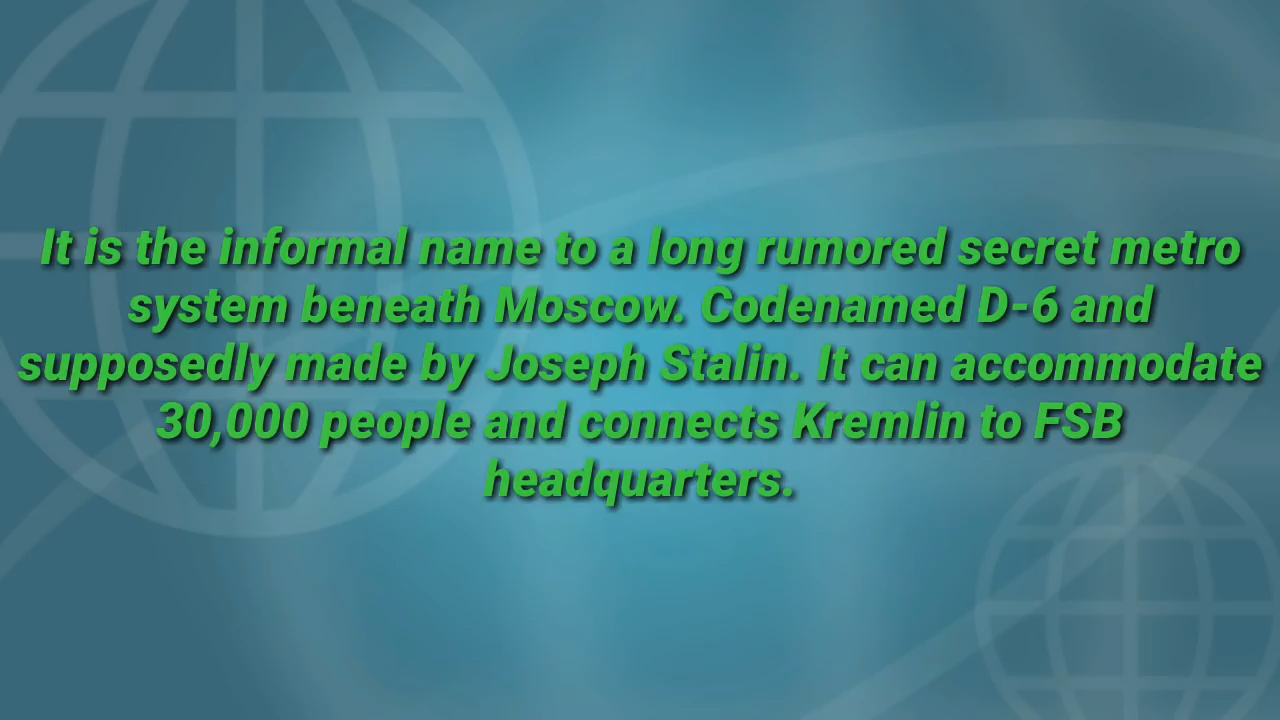 It is the informal name to a long rumored secret metro
system beneath Moscow. Codenamed D-6 and
supposedly made by Joseph Stalin. It can accommodate
30,000 people and connects Kremlin to FSB
headquarters.